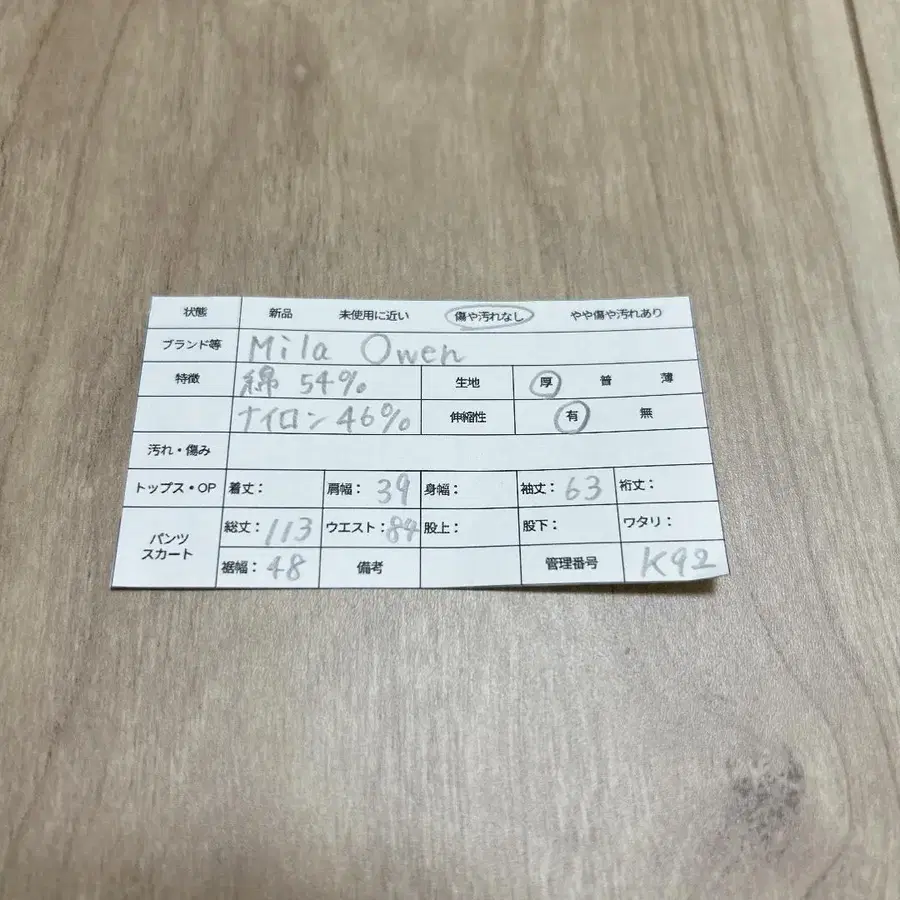 状態 新品 未使用に近い 傷や汚れなし やや傷や汚れあり
ブランド等 Mila Owen
特徴 綿 54% 生地 厚 普 薄
ナイロン 46% 伸縮性 有 無
汚れ・傷み
トップス・OP 着丈： 肩幅： 39 身幅： 袖丈： 63 裄丈：
パンツ スカート 総丈： 113 ウエスト： 84 股上： 股下： ワタリ：
裾幅： 48 備考 管理番号 K92